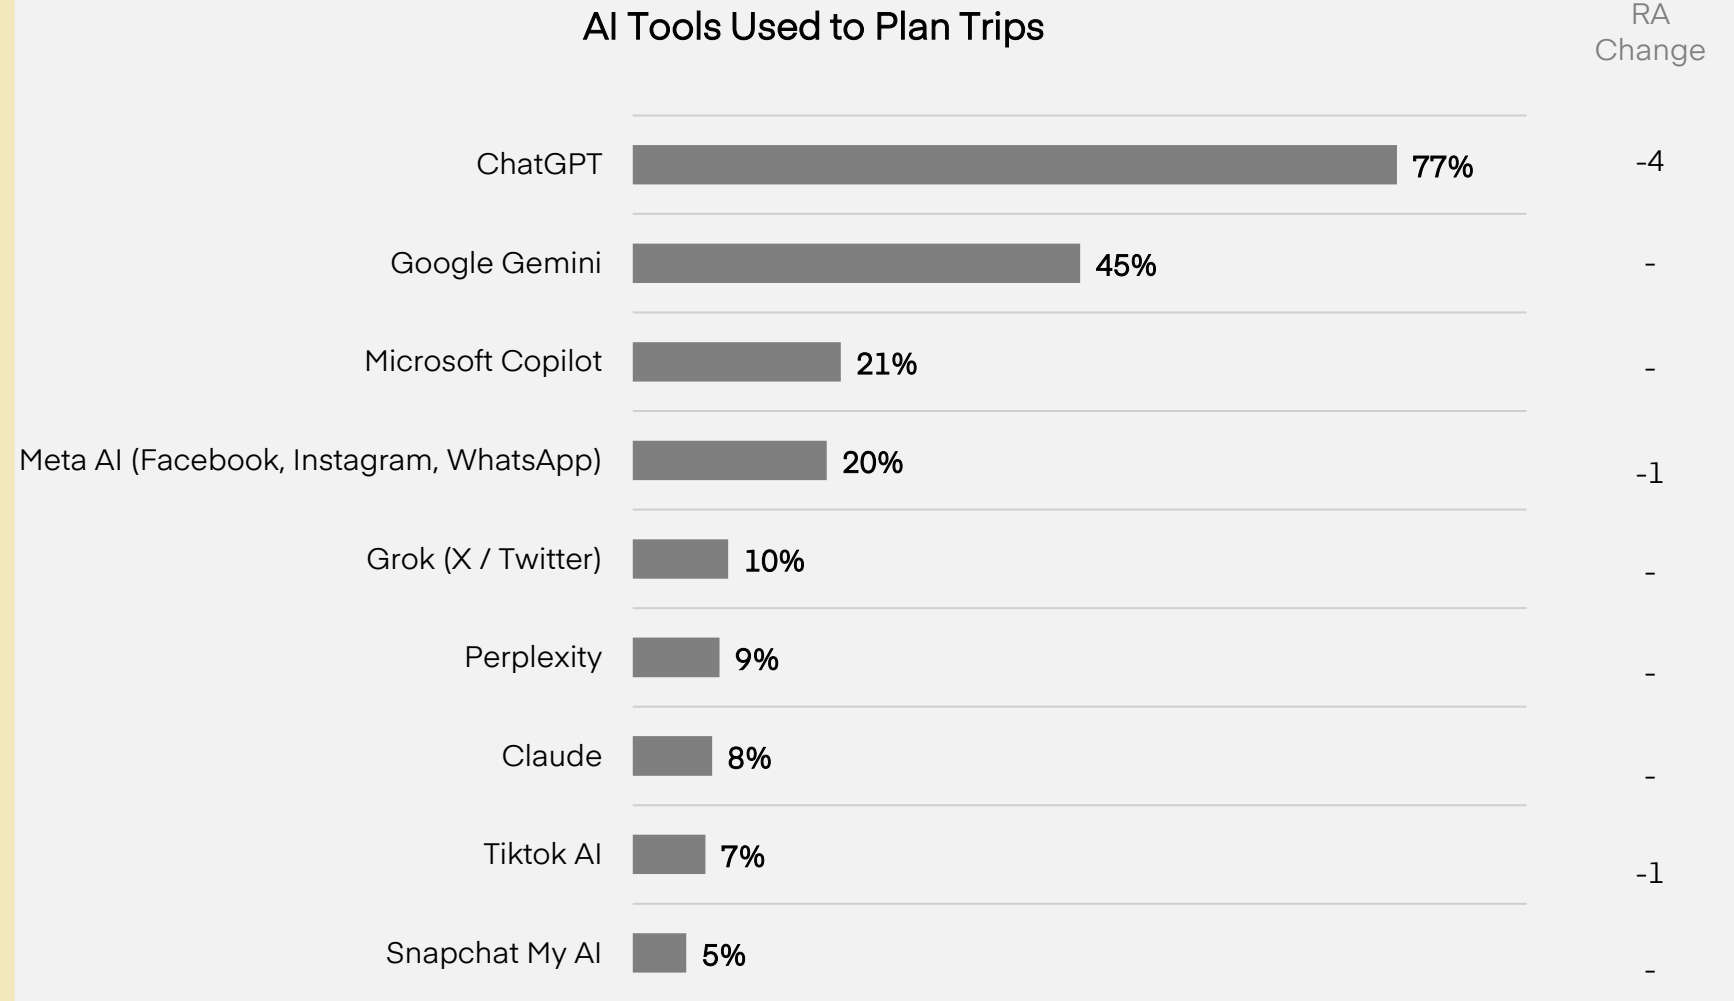 AI Tools Used to Plan Trips
RA
Change
ChatGPT 77% -4
Google Gemini 45% -
Microsoft Copilot 21% -
Meta AI (Facebook, Instagram, WhatsApp) 20% -1
Grok (X / Twitter) 10% -
Perplexity 9% -
Claude 8% -
Tiktok AI 7% -1
Snapchat My AI 5% -